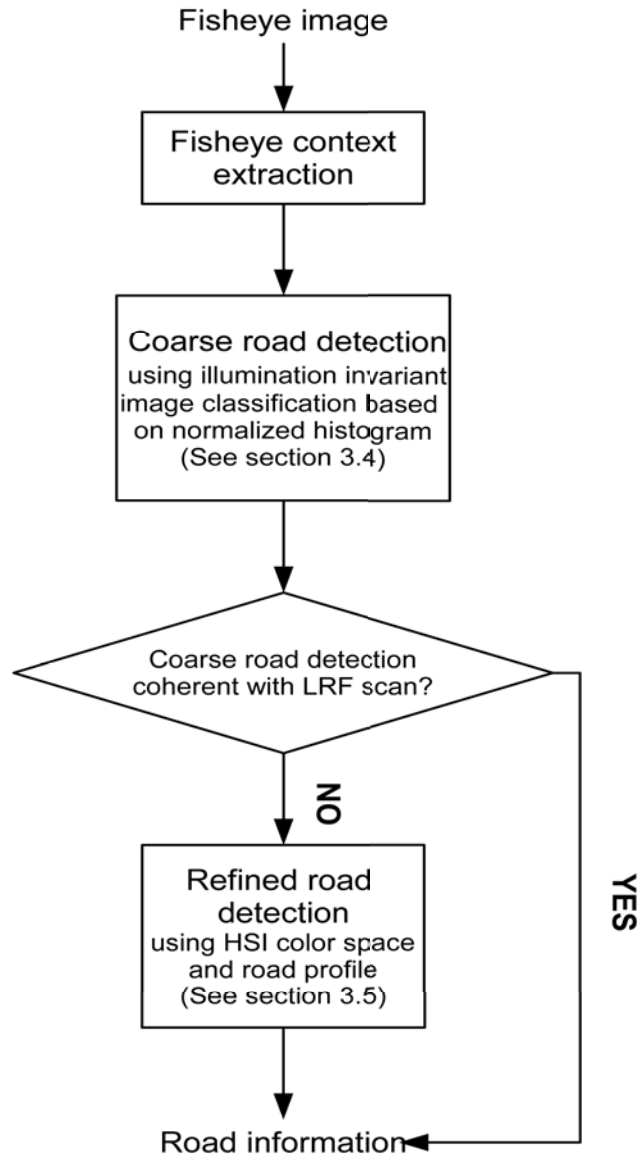 Fisheye image
Fisheye context
extraction
Coarse road detection
using illumination invariant
image classification based
on normalized histogram
(See section 3.4)
Coarse road detection
coherent with LRF scan?
NO
YES
Refined road
detection
using HSI color space
and road profile
(See section 3.5)
Road information